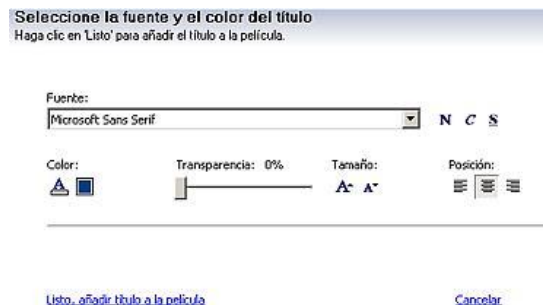 Seleccione la fuente y el color del título
Haga clic en 'Listo' para añadir el título a la película.
Fuente:
Microsoft Sans Serif
N C S
Color: Transparencia: 0% Tamaño: Posición:
A A A
Listo, añadir título a la película Cancelar